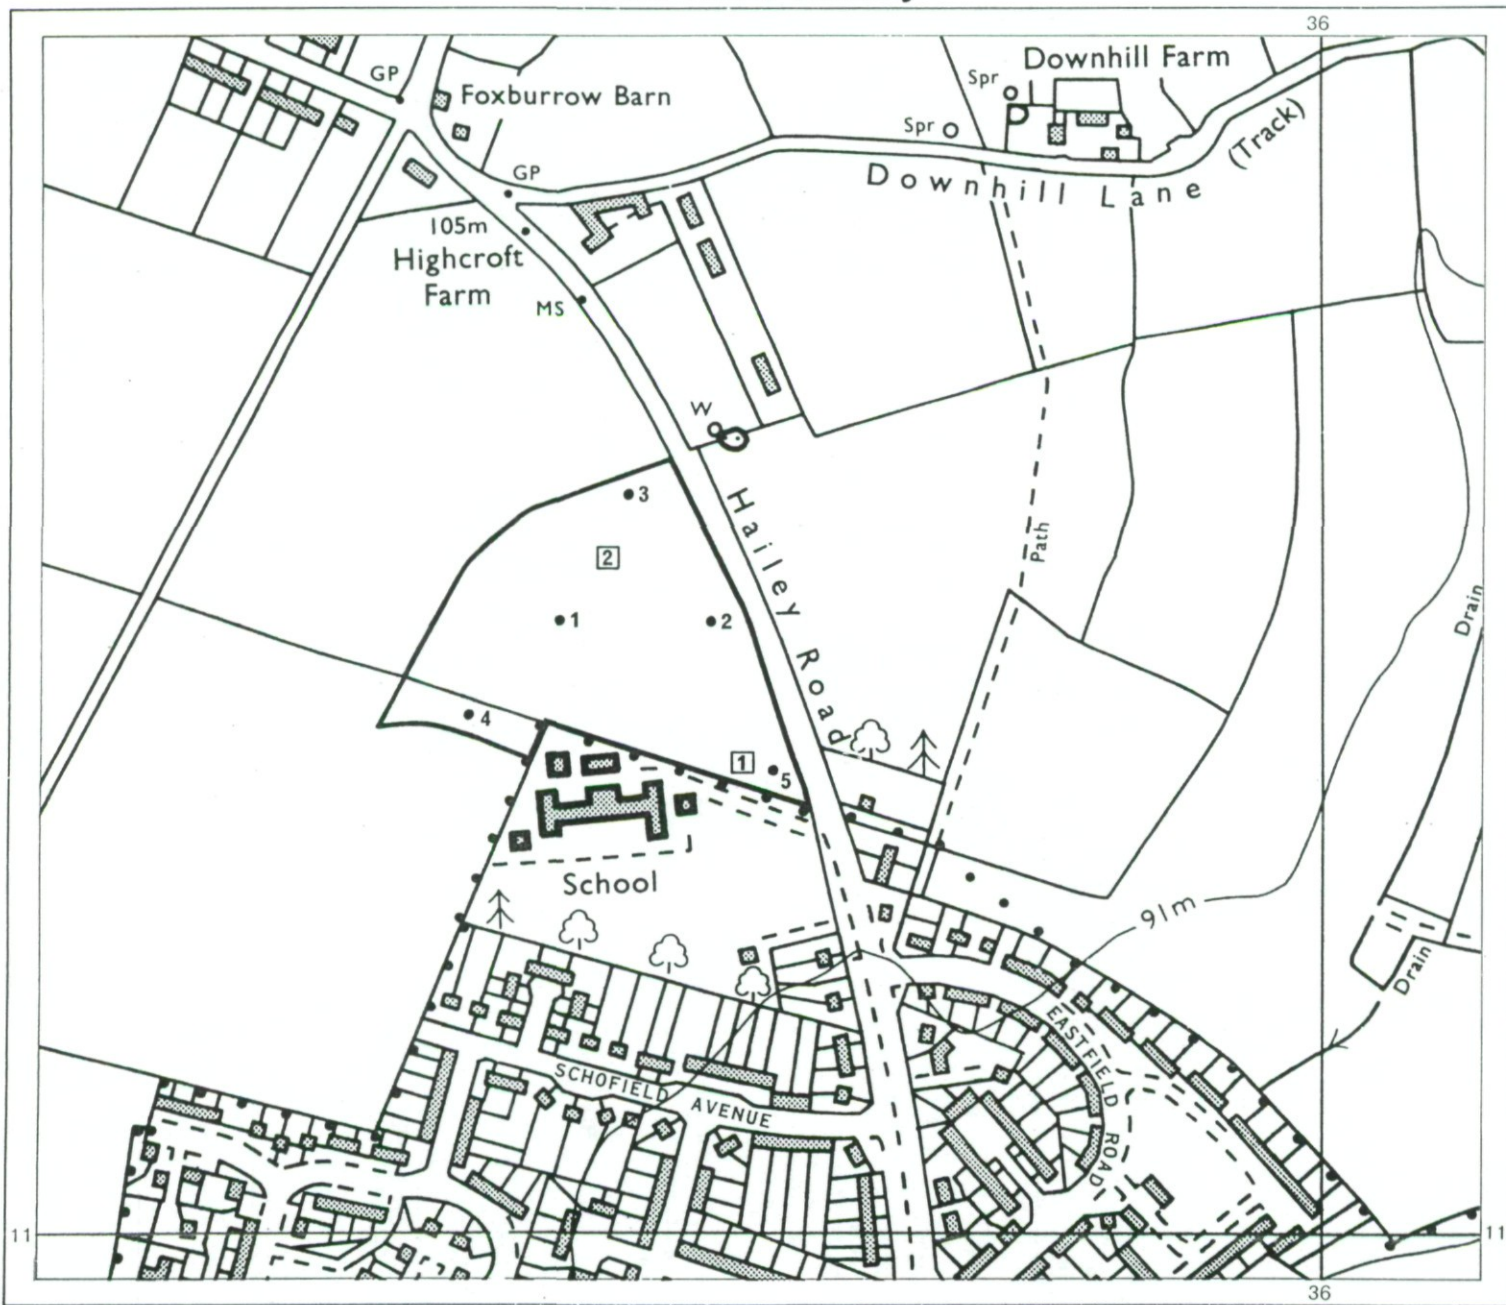 36
GP
Foxburrow Barn
Spr
Downhill Farm
Spr
(Track)
GP
Downhill Lane
105m
Highcroft
Farm
MS
W
Hailey Road
3
2
Path
1
2
Drain
4
1
5
School
91m
Drain
EASTFIELD ROAD
SCHOFIELD AVENUE
11
11
36